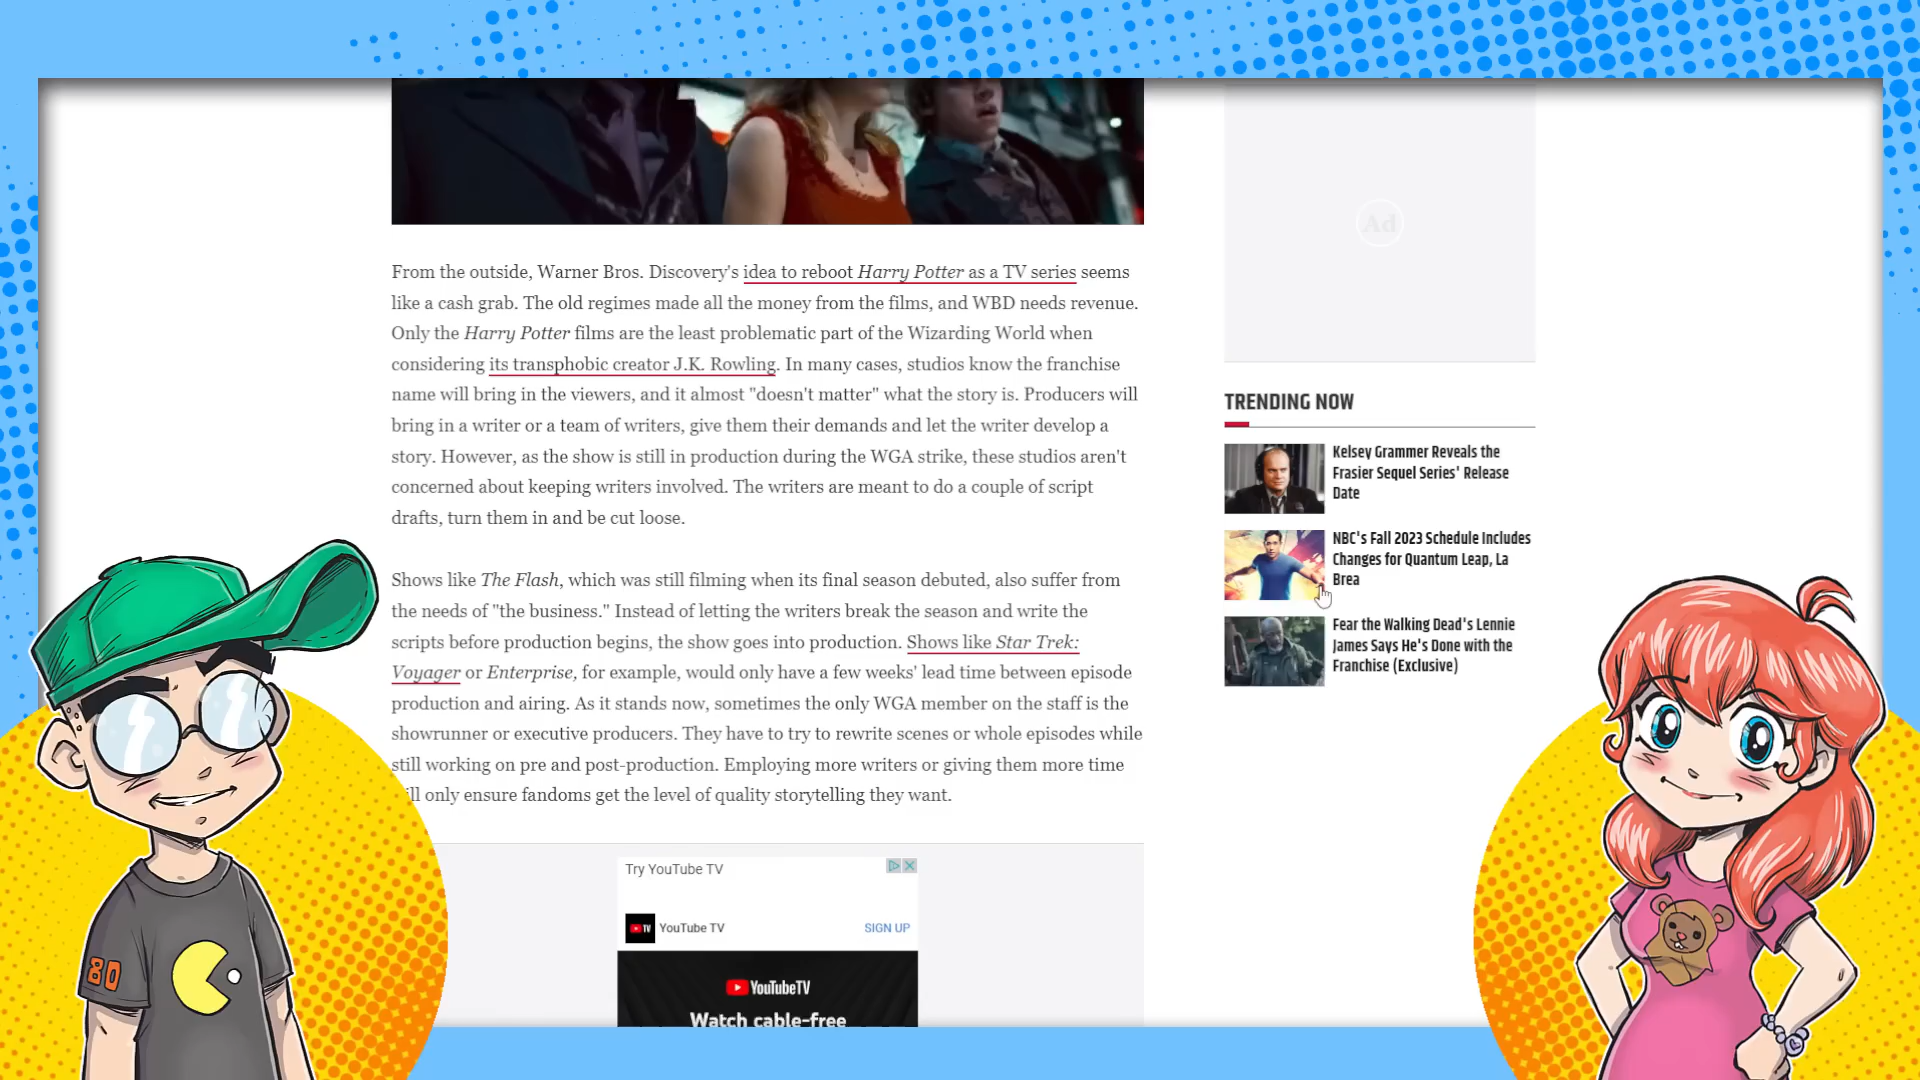 From the outside, Warner Bros. Discovery's idea to reboot Harry Potter as a TV series seems
like a cash grab. The old regimes made all the money from the films, and WBD needs revenue.
Only the Harry Potter films are the least problematic part of the Wizarding World when
considering its transphobic creator J.K. Rowling. In many cases, studios know the franchise
name will bring in the viewers, and it almost "doesn't matter" what the story is. Producers will
bring in a writer or a team of writers, give them their demands and let the writer develop a
story. However, as the show is still in production during the WGA strike, these studios aren't
concerned about keeping writers involved. The writers are meant to do a couple of script
drafts, turn them in and be cut loose.
Shows like The Flash, which was still filming when its final season debuted, also suffer from
the needs of "the business." Instead of letting the writers break the season and write the
scripts before production begins, the show goes into production. Shows like Star Trek:
Voyager or Enterprise, for example, would only have a few weeks' lead time between episode
production and airing. As it stands now, sometimes the only WGA member on the staff is the
showrunner or executive producers. They have to try to rewrite scenes or whole episodes while
still working on pre and post-production. Employing more writers or giving them more time
ill only ensure fandoms get the level of quality storytelling they want.
Try YouTube TV
TV
YouTube TV
SIGN UP
YouTubeTV
Watch cable-free
Ad
TRENDING NOW
Kelsey Grammer Reveals the
Frasier Sequel Series' Release
Date
NBC's Fall 2023 Schedule Includes
Changes for Quantum Leap, La
Brea
Fear the Walking Dead's Lennie
James Says He's Done with the
Franchise (Exclusive)
80